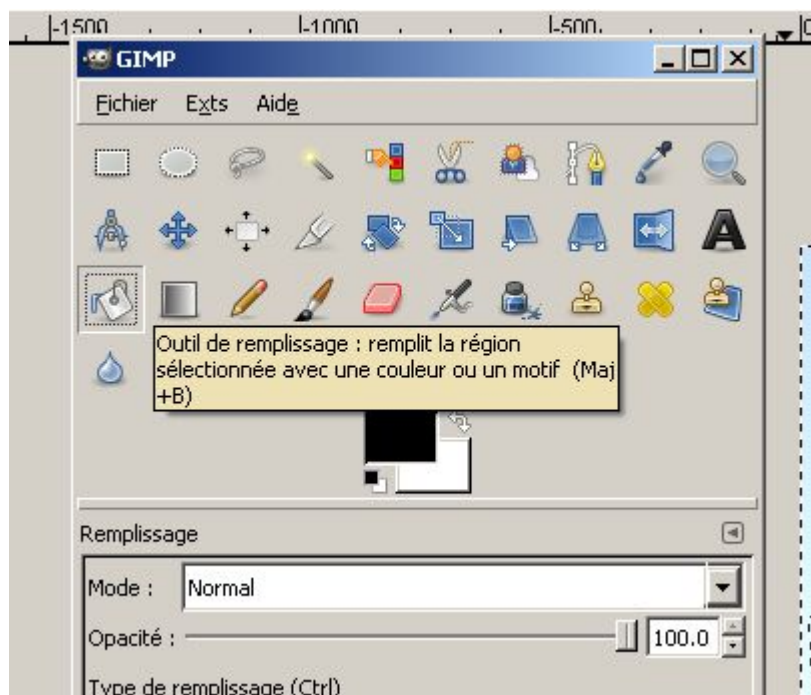 -1500 -1000 -500 0
GIMP
Fichier Exts Aide
Outil de remplissage : remplit la région
sélectionnée avec une couleur ou un motif (Maj
+B)
Remplissage
Mode : Normal
Opacité : 100.0
Type de remplissage (Ctrl)